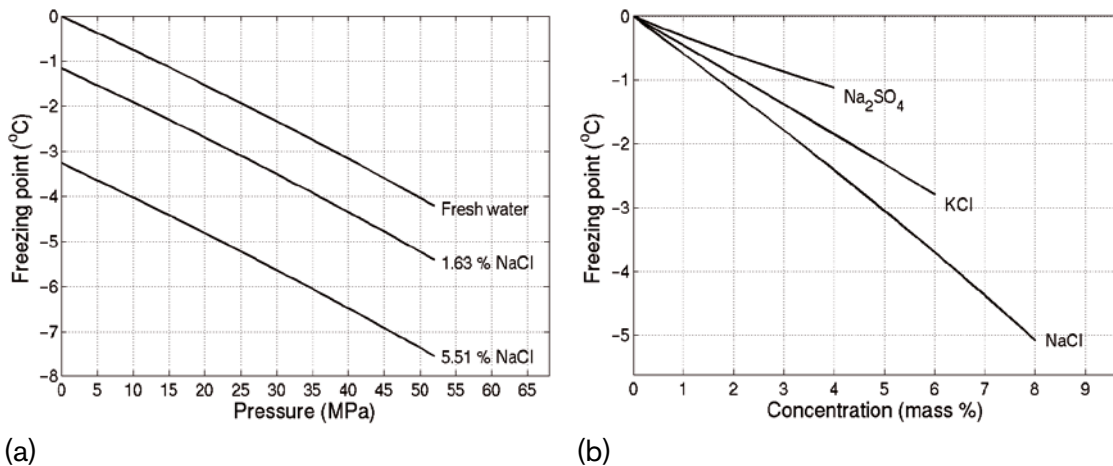 0
−1
−2
−3
−4
−5
−6
−7
−8
Freezing point (°C)
Fresh water
1.63 % NaCl
5.51 % NaCl
0 5 10 15 20 25 30 35 40 45 50 55 60 65
Pressure (MPa)
(a)
0
−1
−2
−3
−4
−5
Freezing point (°C)
Na₂SO₄
KCl
NaCl
0 1 2 3 4 5 6 7 8 9
Concentration (mass %)
(b)